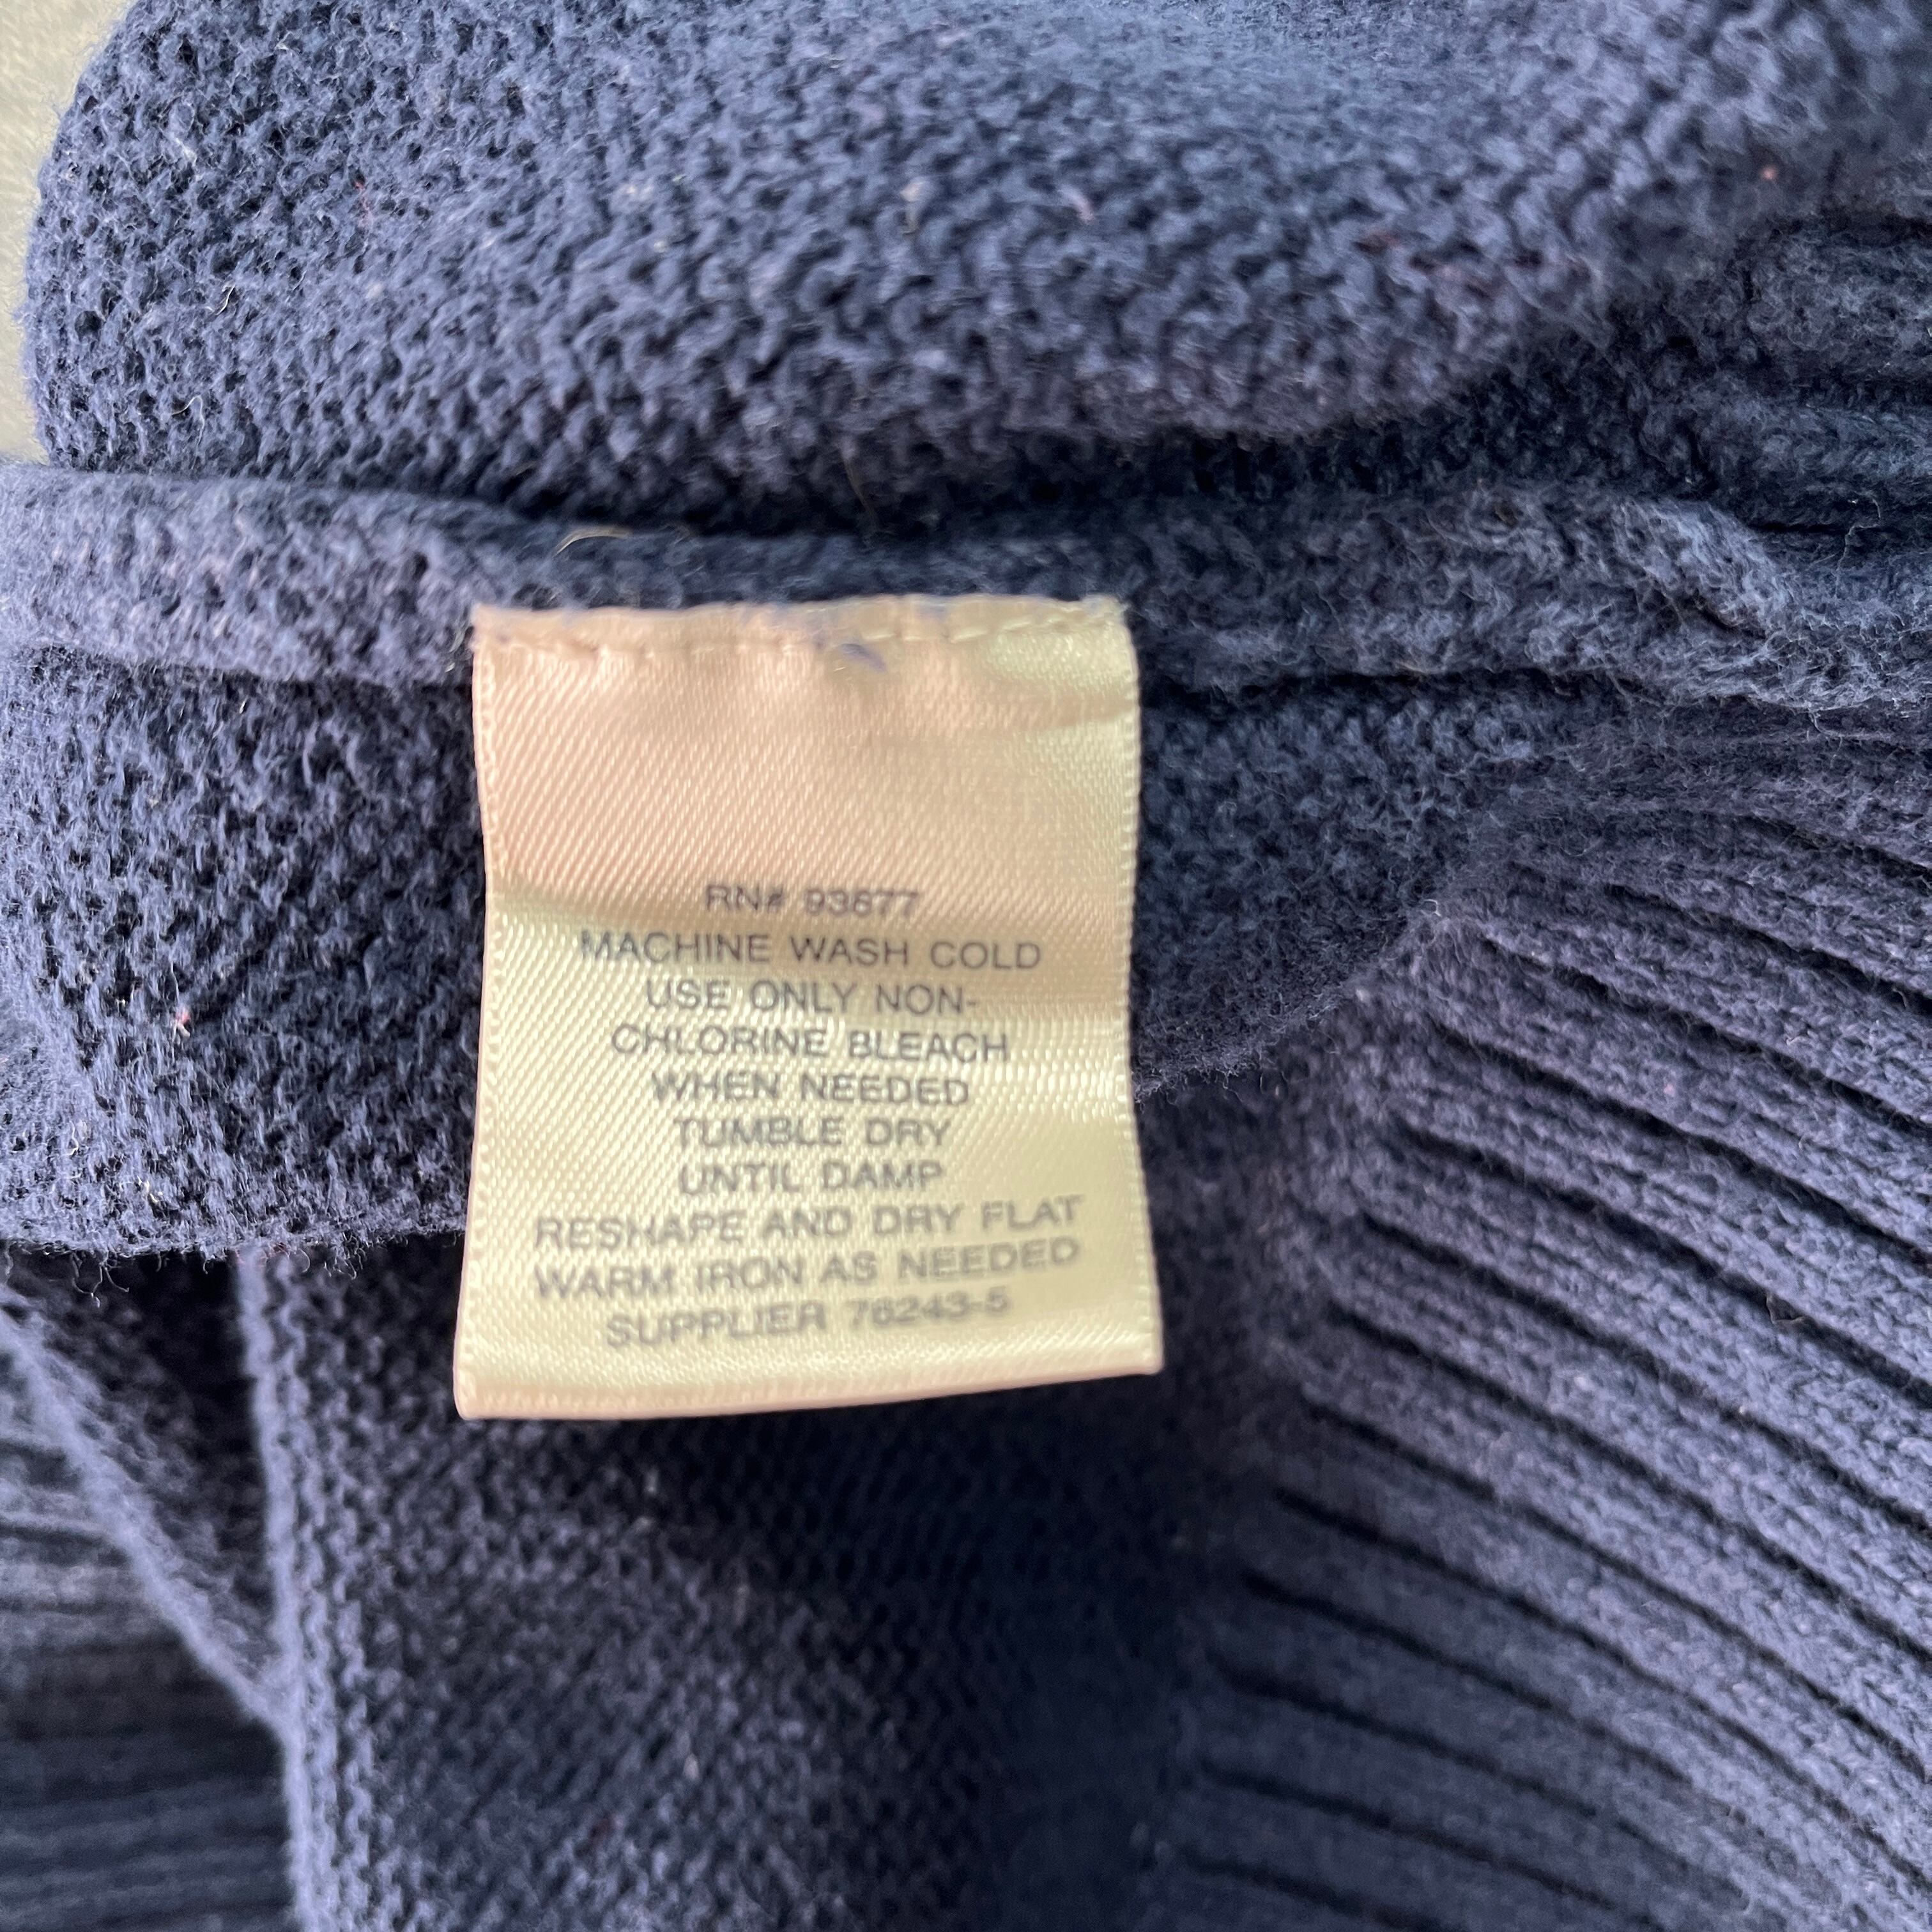 RN# 93677
MACHINE WASH COLD
USE ONLY NON-
CHLORINE BLEACH
WHEN NEEDED
TUMBLE DRY
UNTIL DAMP
RESHAPE AND DRY FLAT
WARM IRON AS NEEDED
SUPPLIER 76243-5